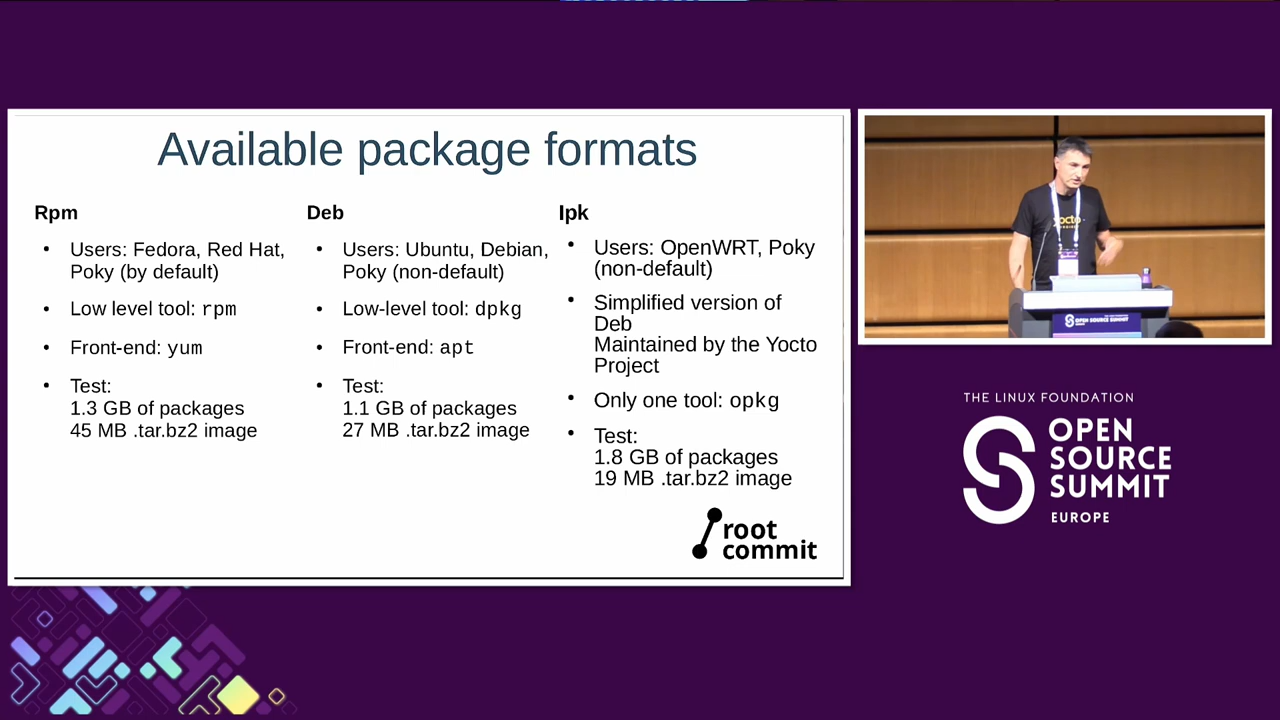 Available package formats
Rpm
• Users: Fedora, Red Hat,
Poky (by default)
• Low level tool: rpm
• Front-end: yum
• Test:
1.3 GB of packages
45 MB .tar.bz2 image
Deb
• Users: Ubuntu, Debian,
Poky (non-default)
• Low-level tool: dpkg
• Front-end: apt
• Test:
1.1 GB of packages
27 MB .tar.bz2 image
Ipk
• Users: OpenWRT, Poky
(non-default)
• Simplified version of
Deb
Maintained by the Yocto
Project
• Only one tool: opkg
• Test:
1.8 GB of packages
19 MB .tar.bz2 image
root
commit
yocto
OPEN SOURCE SUMMIT
THE LINUX FOUNDATION
OPEN
SOURCE
SUMMIT
EUROPE